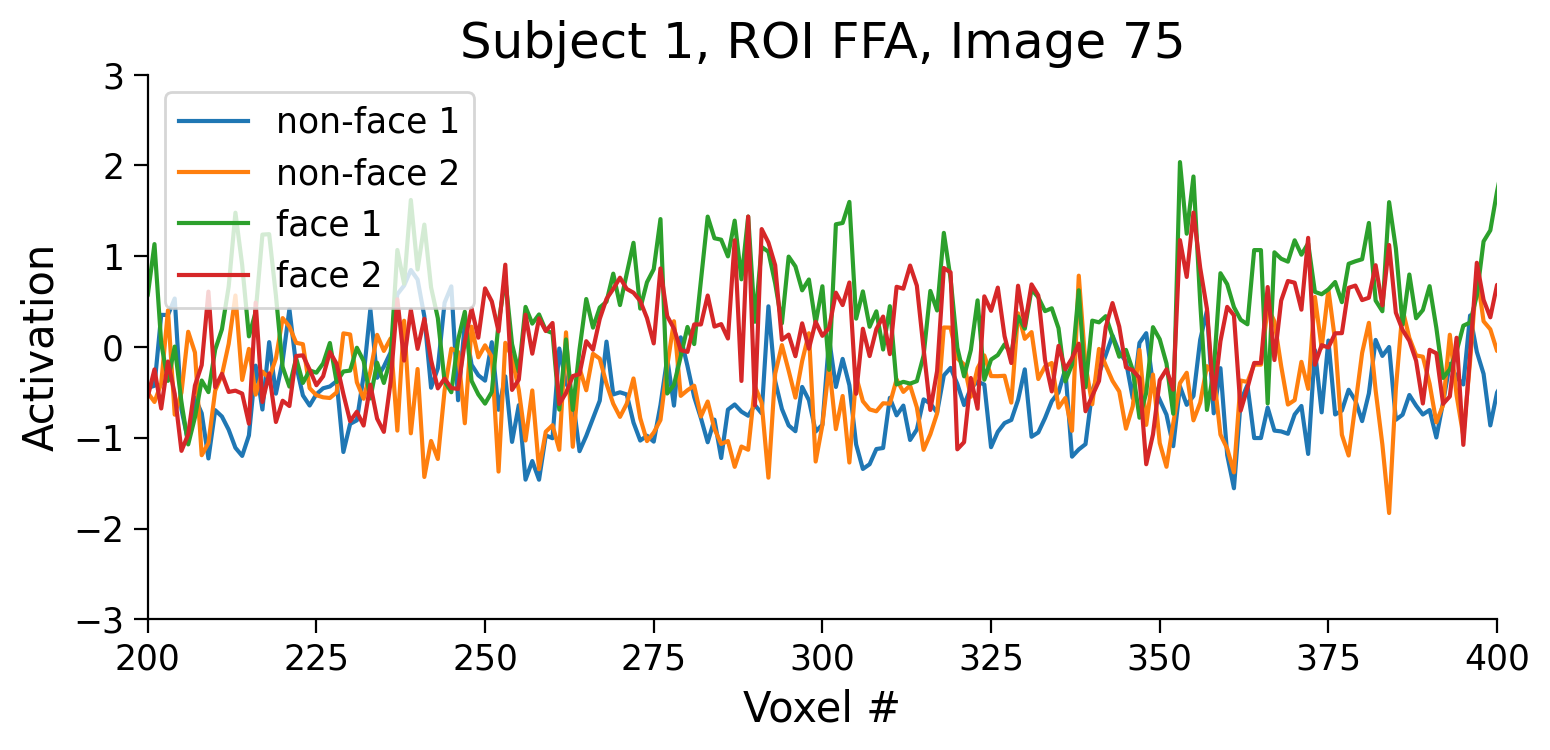 Subject 1, ROI FFA, Image 75
3
2
1
0
−1
−2
−3
Activation
non-face 1
non-face 2
face 1
face 2
200 225 250 275 300 325 350 375 400
Voxel #